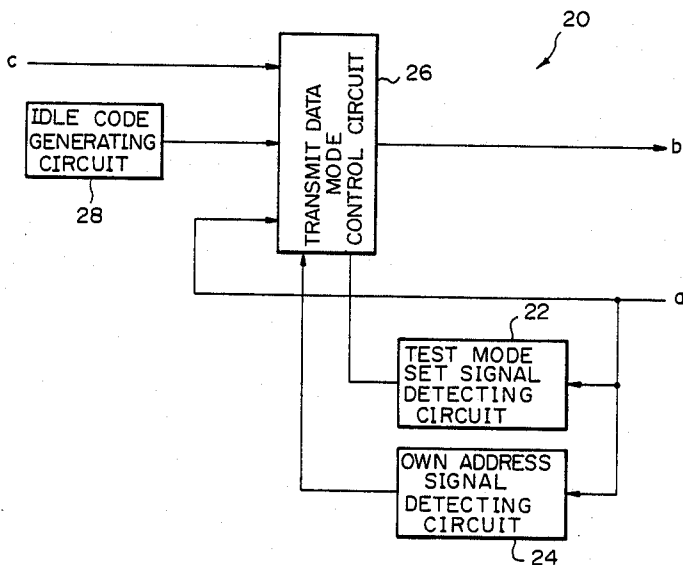 20
c
26
IDLE CODE
GENERATING
CIRCUIT
28
TRANSMIT DATA
MODE
CONTROL CIRCUIT
b
a
22
TEST MODE
SET SIGNAL
DETECTING
CIRCUIT
OWN ADDRESS
SIGNAL
DETECTING
CIRCUIT
24